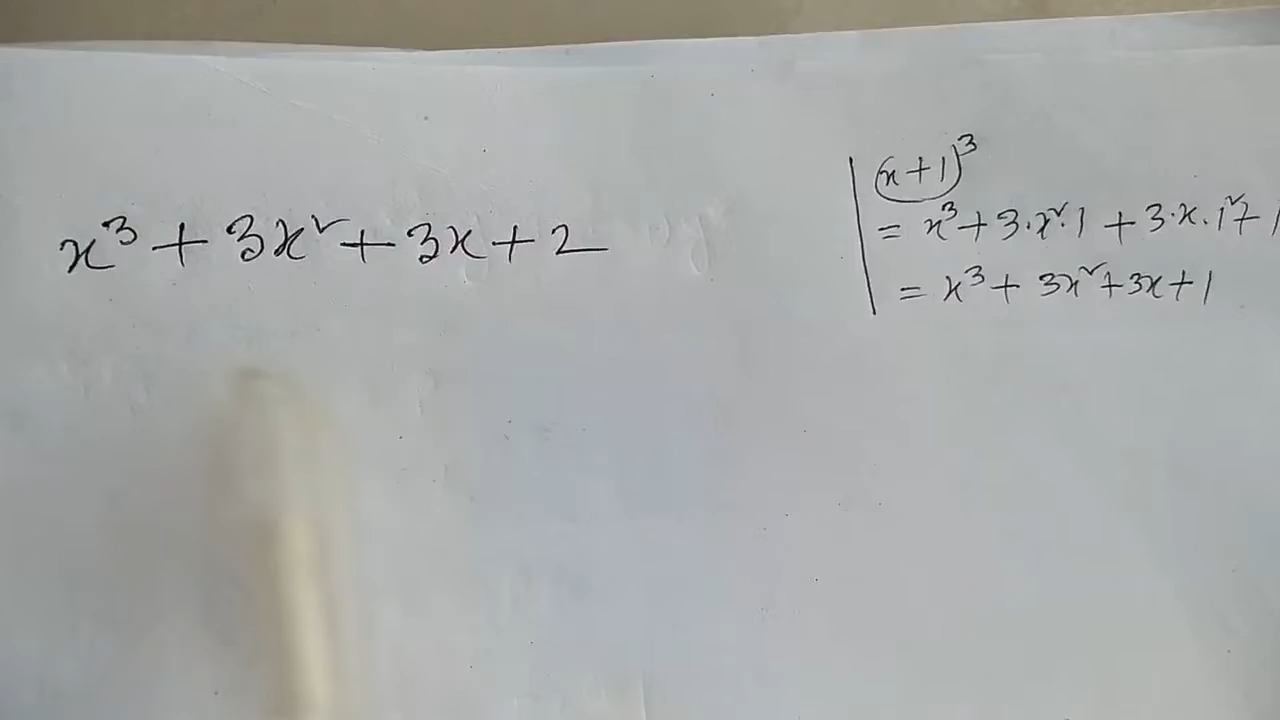 x³ + 3x² + 3x + 2
(x + 1)³
= x³ + 3·x²·1 + 3·x·1² + 1
= x³ + 3x² + 3x + 1